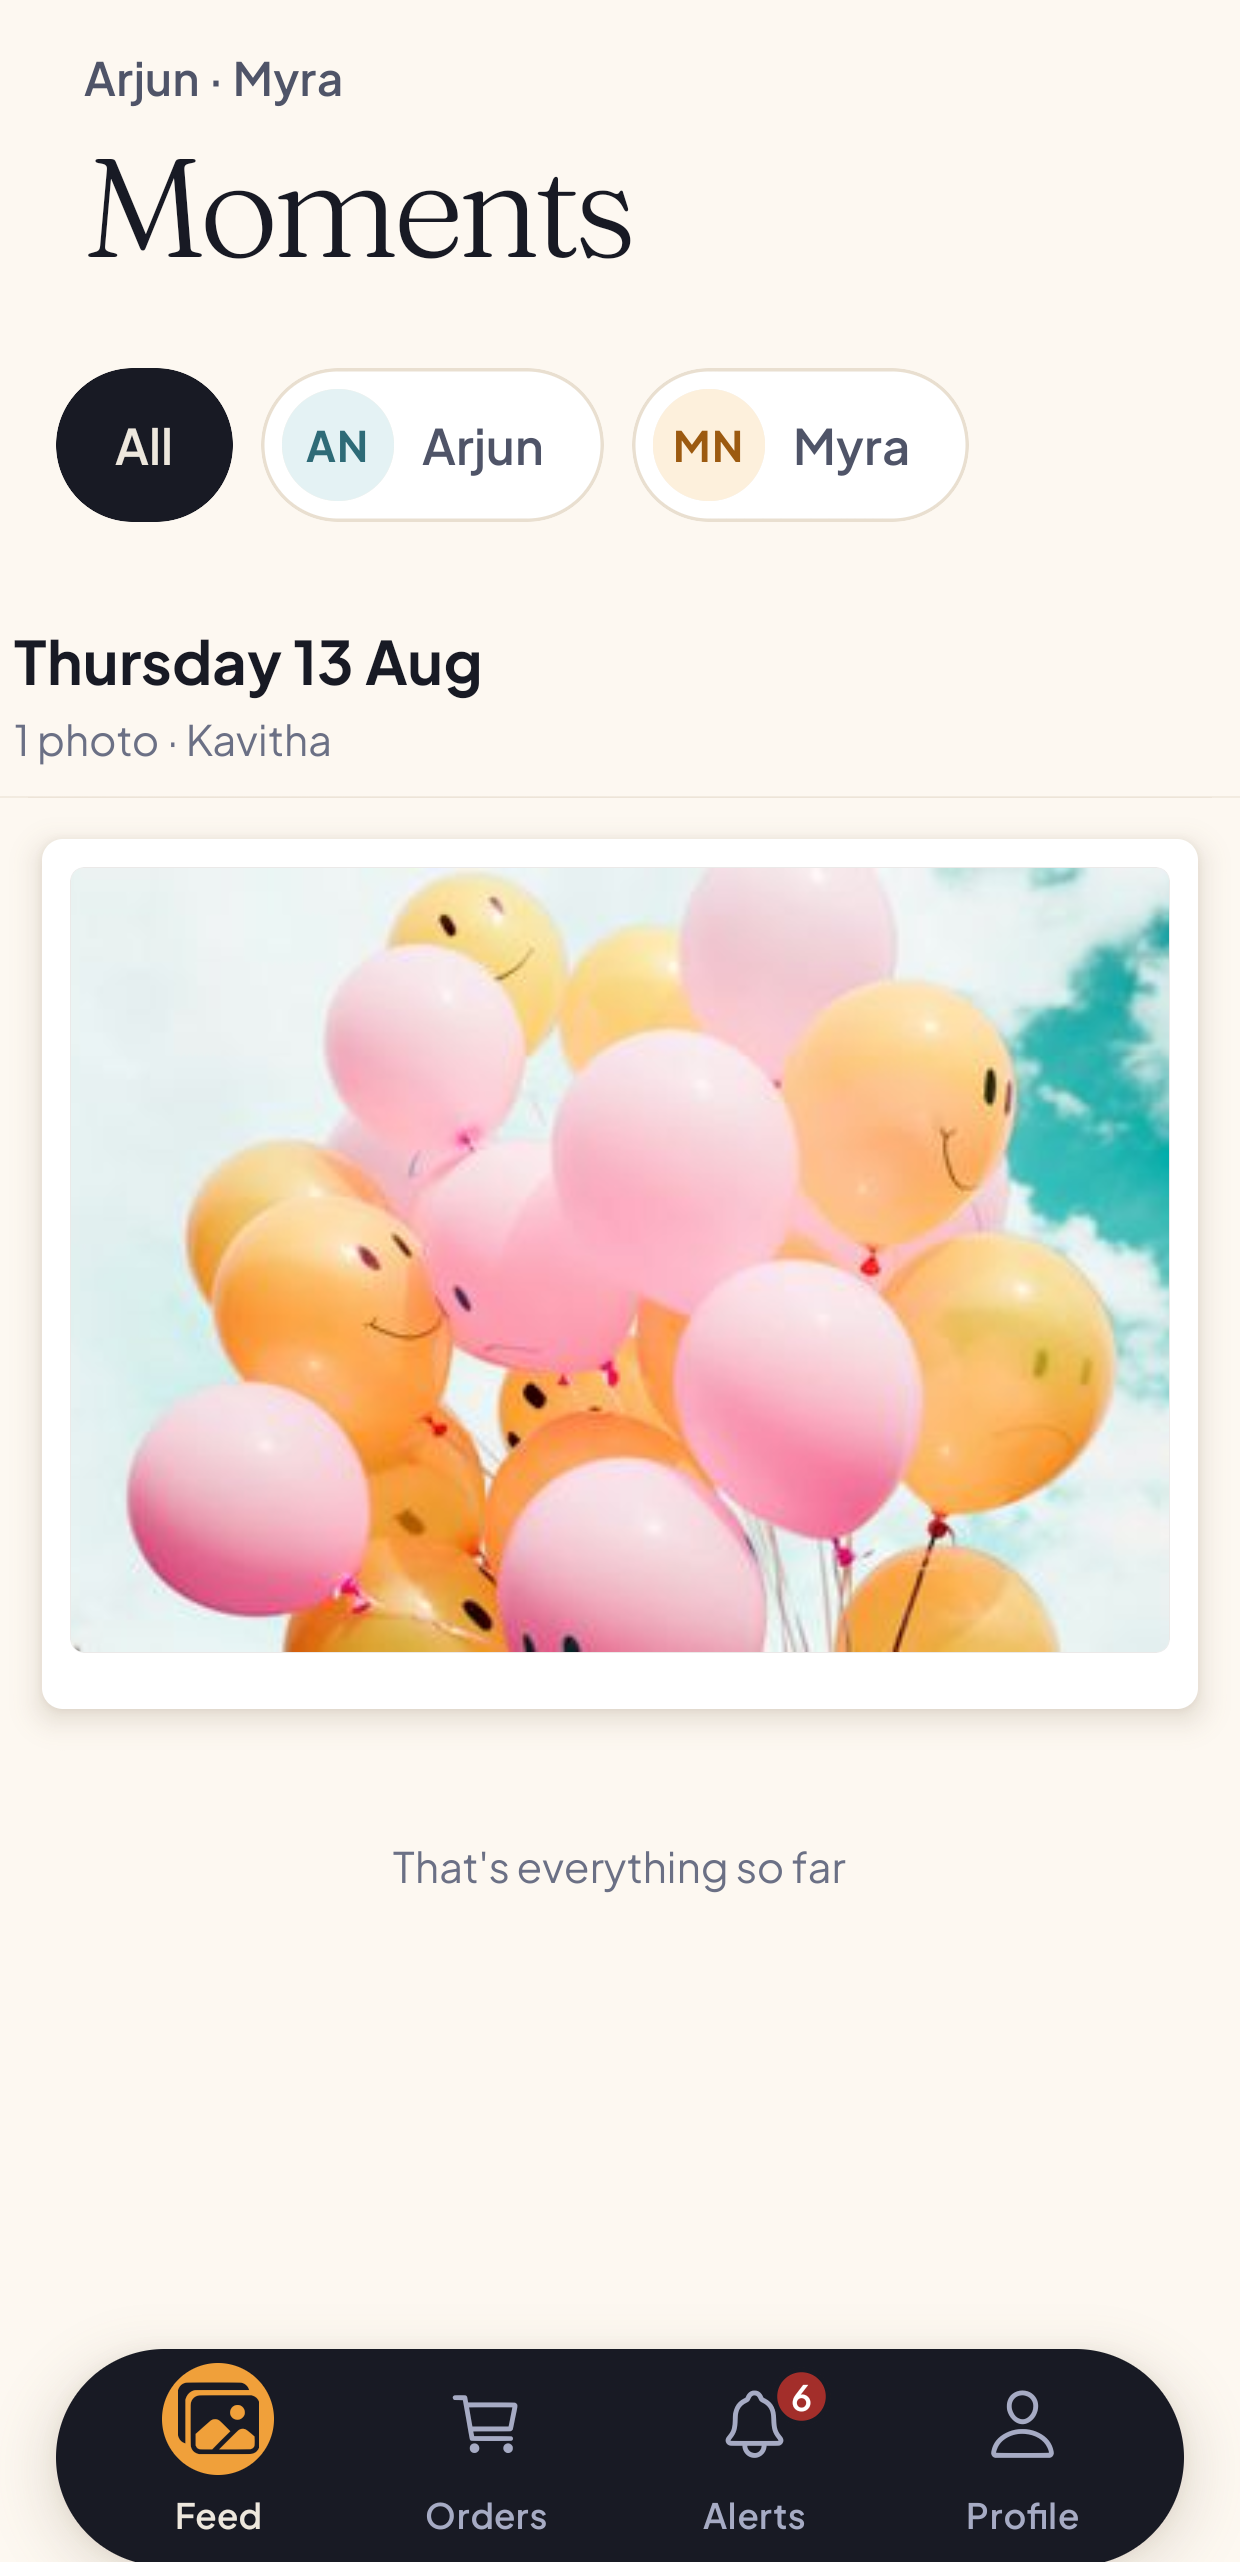 Arjun · Myra
Moments
All
AN Arjun
MN Myra
Thursday 13 Aug
1 photo · Kavitha
That's everything so far
6
Feed
Orders
Alerts
Profile